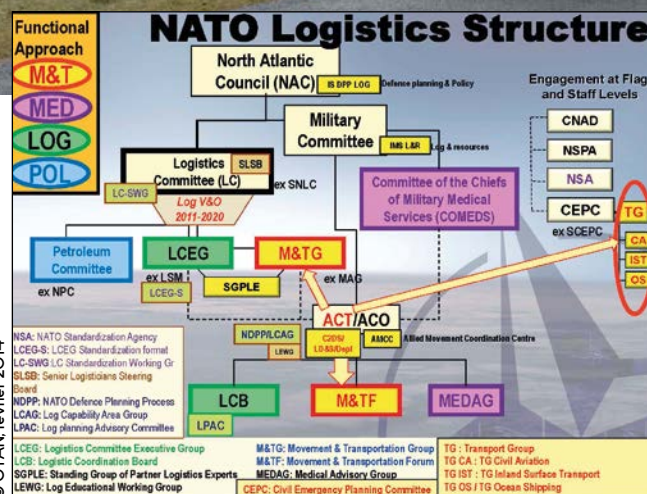 NATO Logistics Structure
Functional
Approach
M&T
MED
LOG
POL
North Atlantic
Council (NAC)
IS DPP LOG
Defense planning & Policy
Military
Committee
IMS L&R
Log & resources
Engagement at Flag
and Staff Levels
CNAD
NSPA
NSA
CEPC
ex SCEPC
TG
CA
IST
OS
Logistics
Committee (LC)
SLSB
LC-SWG
ex SNLC
Log V&O
2011-2020
Committee of the Chiefs
of Military Medical
Services (COMEDS)
Petroleum
Committee
ex NPC
LCEG
ex LSM
LCEG-S
SGPLE
M&TG
ex MAG
ACT/ACO
NDPP/LCAG
LEWG
AMCC
Allied Movement Coordination Centre
LCB
LPAC
M&TF
MEDAG
NSA: NATO Standardization Agency
LCEG-S: LCEG Standardization format
LC-SWG:LC Standardization Working Gr
SLSB: Senior Logisticians Steering
Board
NDPP: NATO Defence Planning Process
LCAG: Log Capability Area Group
LPAC: Log planning Advisory Committee
LCEG: Logistics Committee Executive Group
LCB: Logistic Coordination Board
SGPLE: Standing Group of Partner Logistics Experts
LEWG: Log Educational Working Group
M&TG: Movement & Transportation Group
M&TF: Movement & Transportation Forum
MEDAG: Medical Advisory Group
CEPC: Civil Emergency Planning Committee
TG : Transport Group
TG CA : TG Civil Aviation
TG IST : TG Inland Surface Transport
TG OS / TG Ocean Shipping
© OTAN, février 2014